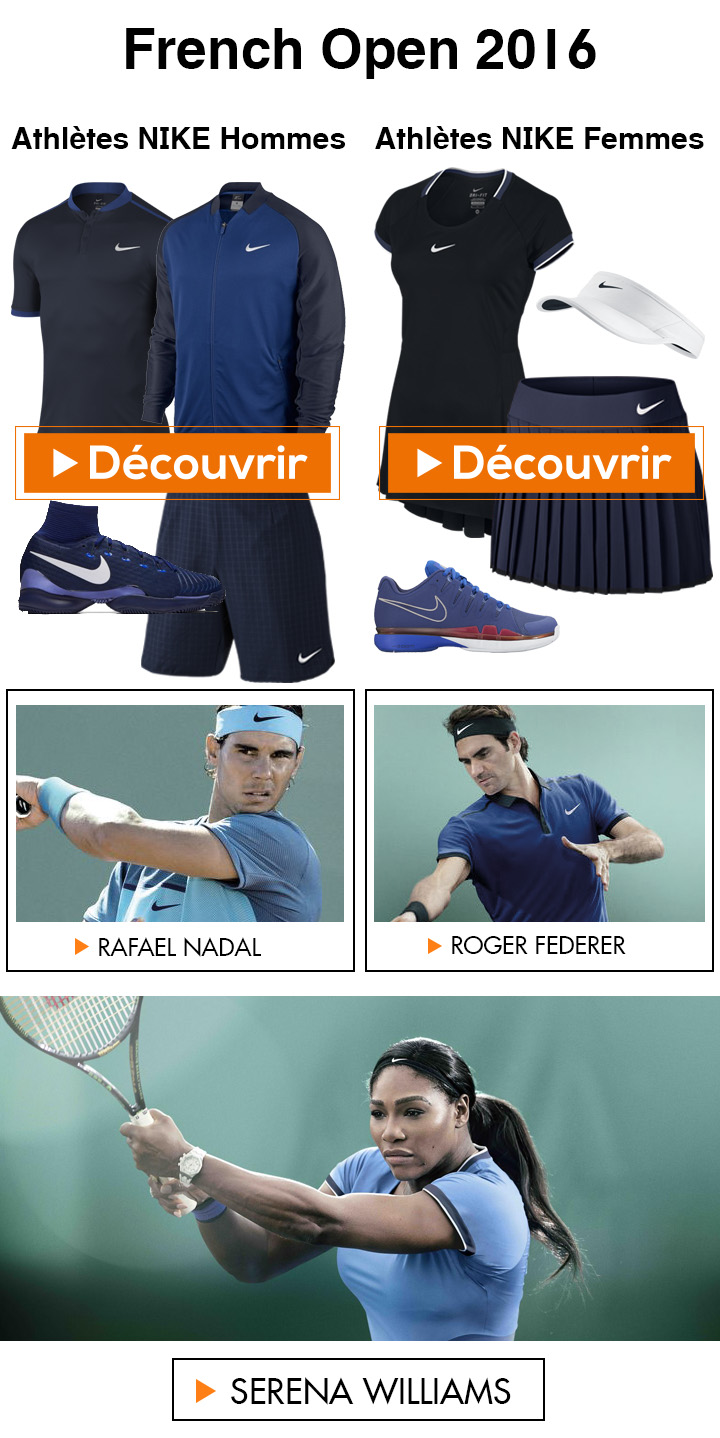 French Open 2016
Athlètes NIKE Hommes
Athlètes NIKE Femmes
Découvrir
Découvrir
RAFAEL NADAL
ROGER FEDERER
SERENA WILLIAMS